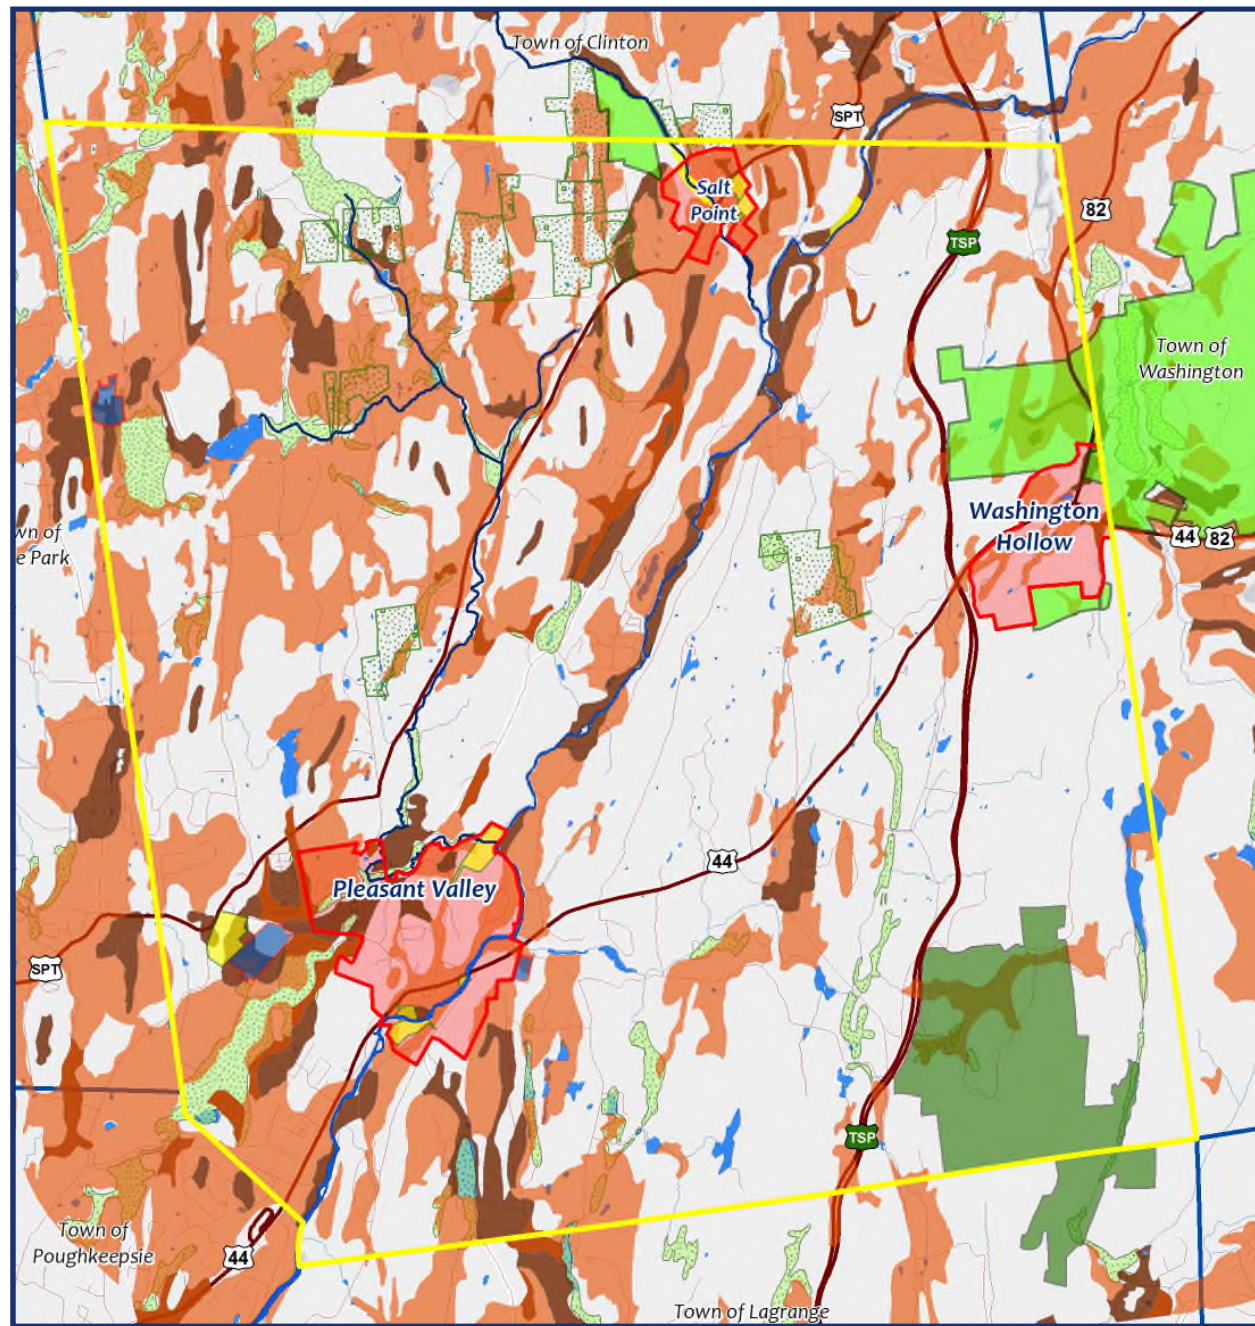 Town of Clinton
SPT
Salt
Point
82
TSP
Town of
Washington
wn of
e Park
Washington
Hollow
44 82
44
Pleasant Valley
SPT
TSP
Town of
Poughkeepsie
44
Town of Lagrange